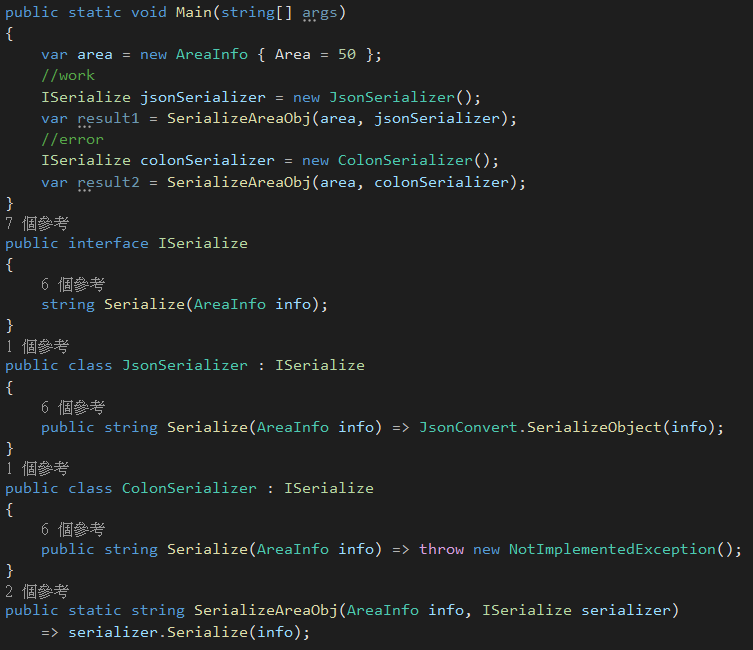 public static void Main(string[] args)
{
    var area = new AreaInfo { Area = 50 };
    //work
    ISerialize jsonSerializer = new JsonSerializer();
    var result1 = SerializeAreaObj(area, jsonSerializer);
    //error
    ISerialize colonSerializer = new ColonSerializer();
    var result2 = SerializeAreaObj(area, colonSerializer);
}
7 個參考
public interface ISerialize
{
    6 個參考
    string Serialize(AreaInfo info);
}
1 個參考
public class JsonSerializer : ISerialize
{
    6 個參考
    public string Serialize(AreaInfo info) => JsonConvert.SerializeObject(info);
}
1 個參考
public class ColonSerializer : ISerialize
{
    6 個參考
    public string Serialize(AreaInfo info) => throw new NotImplementedException();
}
2 個參考
public static string SerializeAreaObj(AreaInfo info, ISerialize serializer)
    => serializer.Serialize(info);